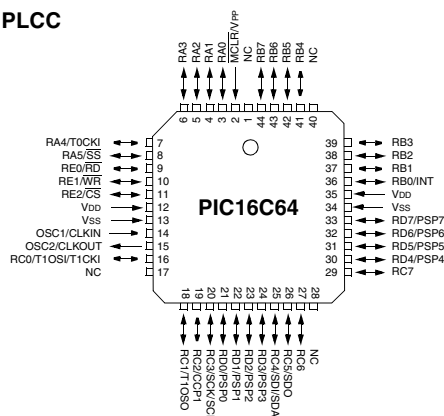 PLCC
RA3
RA2
RA1
RA0
MCLR/VPP
NC
RB7
RB6
RB5
RB4
NC
6
5
4
3
2
1
44
43
42
41
40
RA4/T0CKI 7
RA5/SS 8
RE0/RD 9
RE1/WR 10
RE2/CS 11
VDD 12
VSS 13
OSC1/CLKIN 14
OSC2/CLKOUT 15
RC0/T1OSI/T1CKI 16
NC 17
PIC16C64
39 RB3
38 RB2
37 RB1
36 RB0/INT
35 VDD
34 VSS
33 RD7/PSP7
32 RD6/PSP6
31 RD5/PSP5
30 RD4/PSP4
29 RC7
18
19
20
21
22
23
24
25
26
27
28
RC1/T1OSO
RC2/CCP1
RC3/SCK/SC
RD0/PSP0
RD1/PSP1
RD2/PSP2
RD3/PSP3
RC4/SDI/SDA
RC5/SDO
RC6
NC